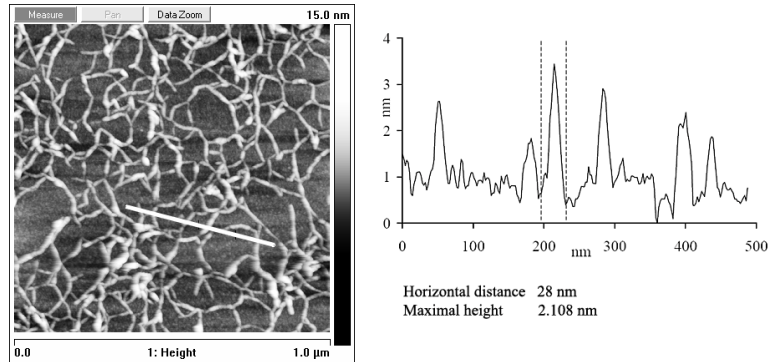 Measure Pan Data Zoom 15.0 nm
0.0 1: Height 1.0 µm
4
3
nm
2
1
0
0 100 200 nm 300 400 500
Horizontal distance 28 nm
Maximal height 2.108 nm